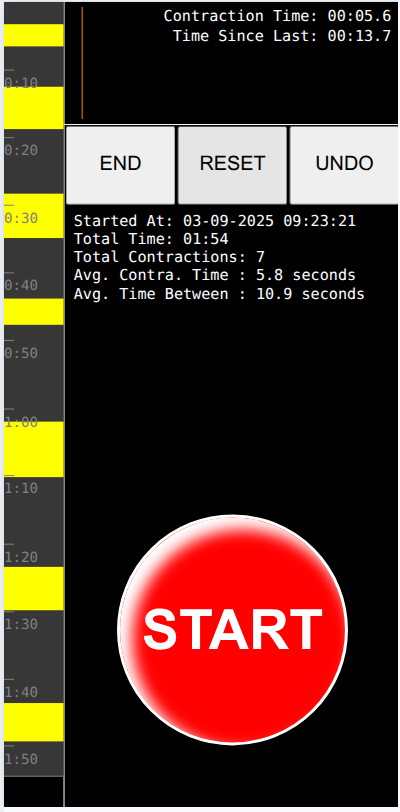 Contraction Time: 00:05.6
Time Since Last: 00:13.7
END RESET UNDO
Started At: 03-09-2025 09:23:21
Total Time: 01:54
Total Contractions: 7
Avg. Contra. Time : 5.8 seconds
Avg. Time Between : 10.9 seconds
START
0:10
0:20
0:30
0:40
0:50
1:00
1:10
1:20
1:30
1:40
1:50